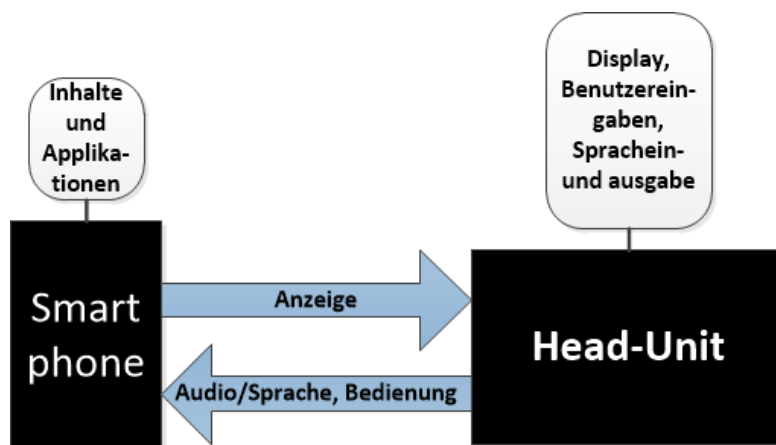 Inhalte
und
Applika-
tionen
Display,
Benutzerein-
gaben,
Sprachein-
und ausgabe
Smart
phone
Anzeige
Head-Unit
Audio/Sprache, Bedienung